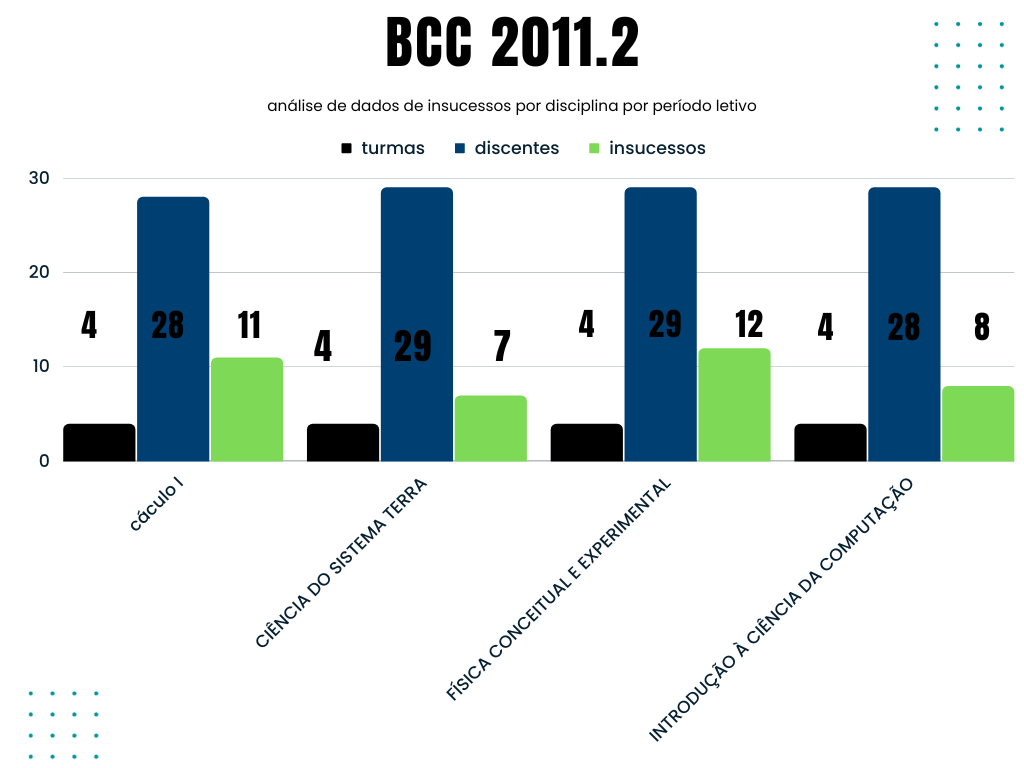 BCC 2011.2
análise de dados de insucessos por disciplina por período letivo
turmas discentes insucessos
30
20
10
0
4 28 11
4 29 7
4 29 12
4 28 8
cáculo l
CIÊNCIA DO SISTEMA TERRA
FÍSICA CONCEITUAL E EXPERIMENTAL
INTRODUÇÃO À CIÊNCIA DA COMPUTAÇÃO